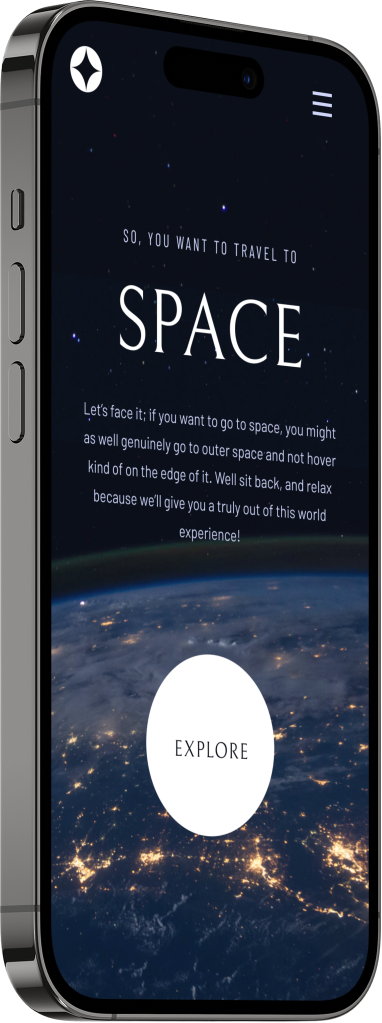 SO, YOU WANT TO TRAVEL TO
SPACE
Let's face it; if you want to go to space, you might
as well genuinely go to outer space and not hover
kind of on the edge of it. Well sit back, and relax
because we'll give you a truly out of this world
experience!
EXPLORE